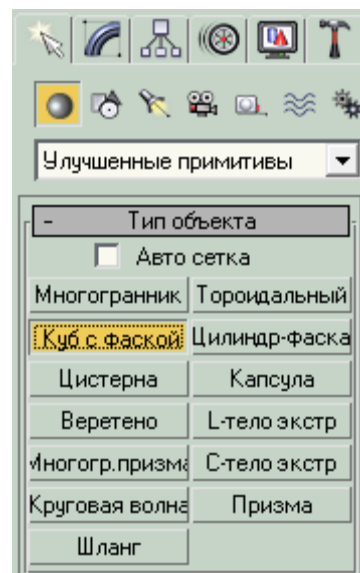 Улучшенные примитивы
- Тип объекта
Авто сетка
Многогранник Тороидальный
Куб с фаской Цилиндр-фаска
Цистерна Капсула
Веретено L-тело экстр
Многогр.призма С-тело экстр
Круговая волна Призма
Шланг